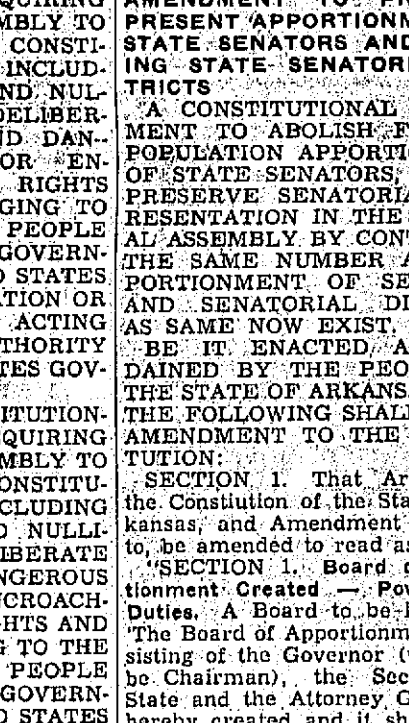 QUIRING
MBLY TO
CONSTI-
INCLUD-
ND NUL-
DELIBER-
ND DAN-
OR EN-
RIGHTS
GING TO
PEOPLE
GOVERN-
D STATES
ATION OR
ACTING
THORITY
TES GOV-
ITUTION-
QUIRING
MBLY TO
ONSTITU-
CLUDING
D NULLI-
IBERATE
NGEROUS
NCROACH-
HTS AND
G TO THE
PEOPLE
GOVERN-
D STATES
AMENDMENT TO
PRESENT APPORTIONM
STATE SENATORS AND
ING STATE SENATORI
TRICTS
A CONSTITUTIONAL
MENT TO ABOLISH F
POPULATION APPORTI
OF STATE SENATORS,
PRESERVE SENATORIA
RESENTATION IN THE
AL ASSEMBLY BY CONT
THE SAME NUMBER A
PORTIONMENT OF SE
AND SENATORIAL DI
AS SAME NOW EXIST.
BE IT ENACTED, A
DAINED BY THE PEO
THE STATE OF ARKANS
THE FOLLOWING SHALL
AMENDMENT TO THE
TUTION:
SECTION 1. That Ar
the Constiution of the Sta
kansas, and Amendment
to, be amended to read as
"SECTION 1. Board o
tionment Created — Pow
Duties. A Board to be
'The Board of Apportionm
sisting of the Governor (
be Chairman), the Sec
State and the Attorney G
hereby created and it sh